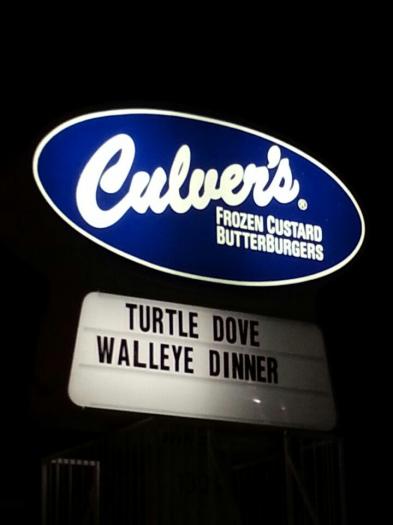 Culver's®
FROZEN CUSTARD
BUTTERBURGERS
TURTLE DOVE
WALLEYE DINNER